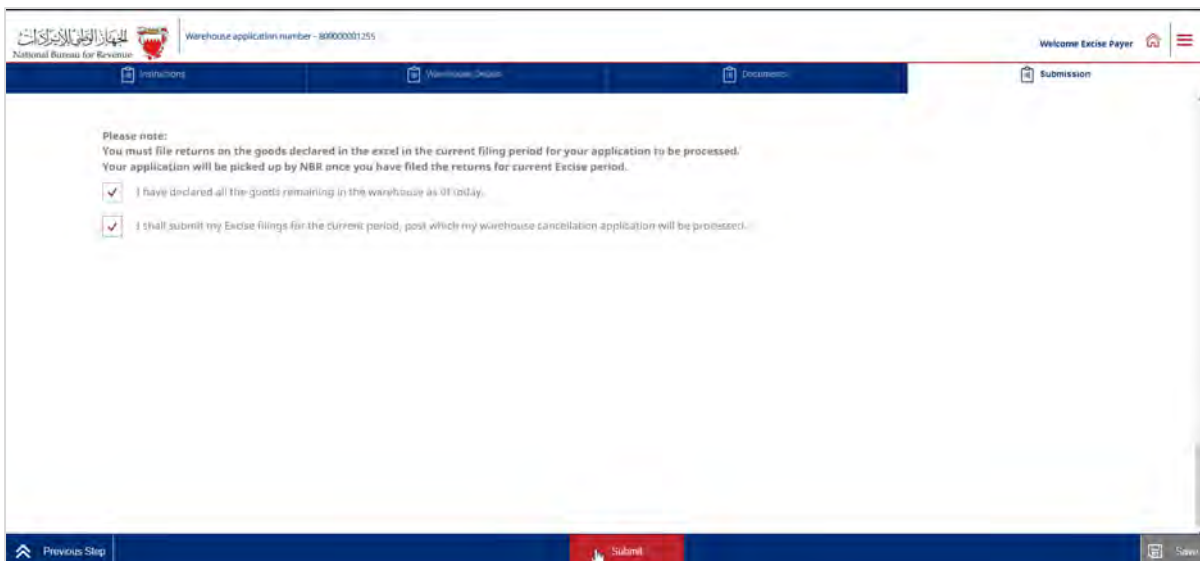 الجهاز الوطني للإيرادات
National Bureau for Revenue
Warehouse application number - 800000001255
Welcome Excise Payer
Instructions
Warehouse Details
Documents
Submission
Please note:
You must file returns on the goods declared in the excel in the current filing period for your application to be processed.
Your application will be picked up by NBR once you have filed the returns for current Excise period.
I have declared all the goods remaining in the warehouse as of today.
I shall submit my Excise filings for the current period, post which my warehouse cancellation application will be processed.
Previous Step
Submit
Save